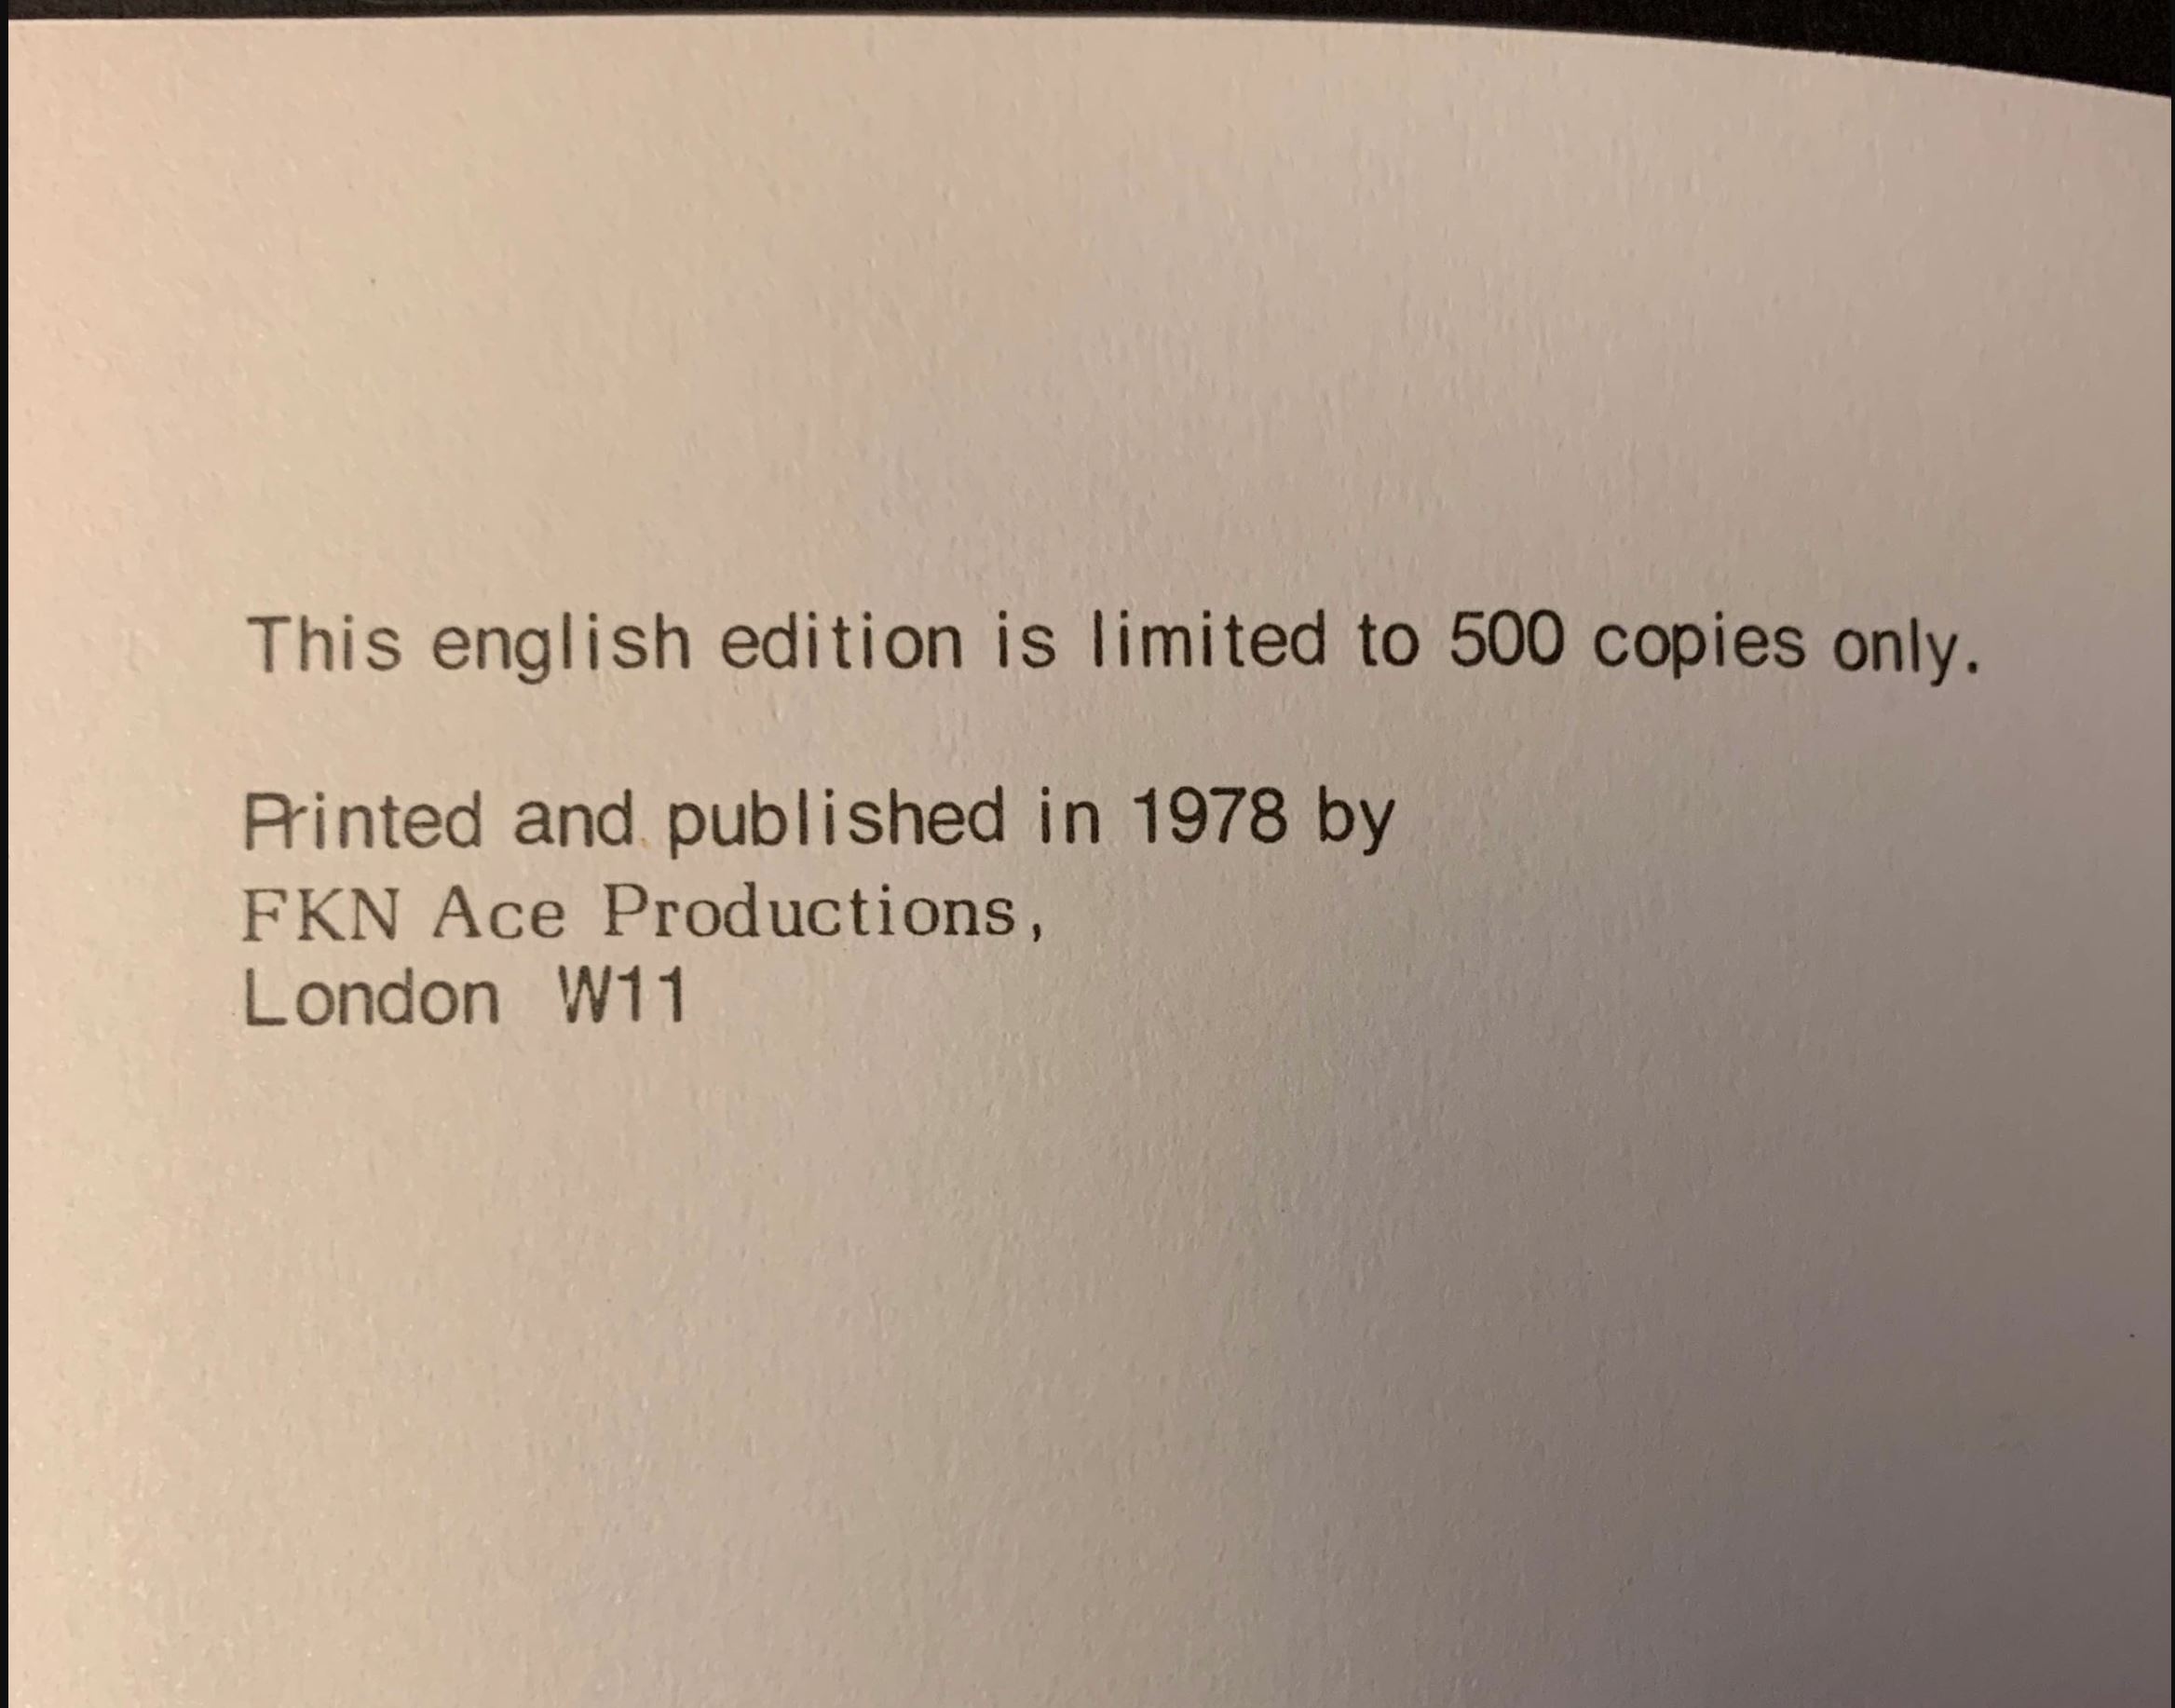 This english edition is limited to 500 copies only.
Printed and published in 1978 by
FKN Ace Productions,
London W11